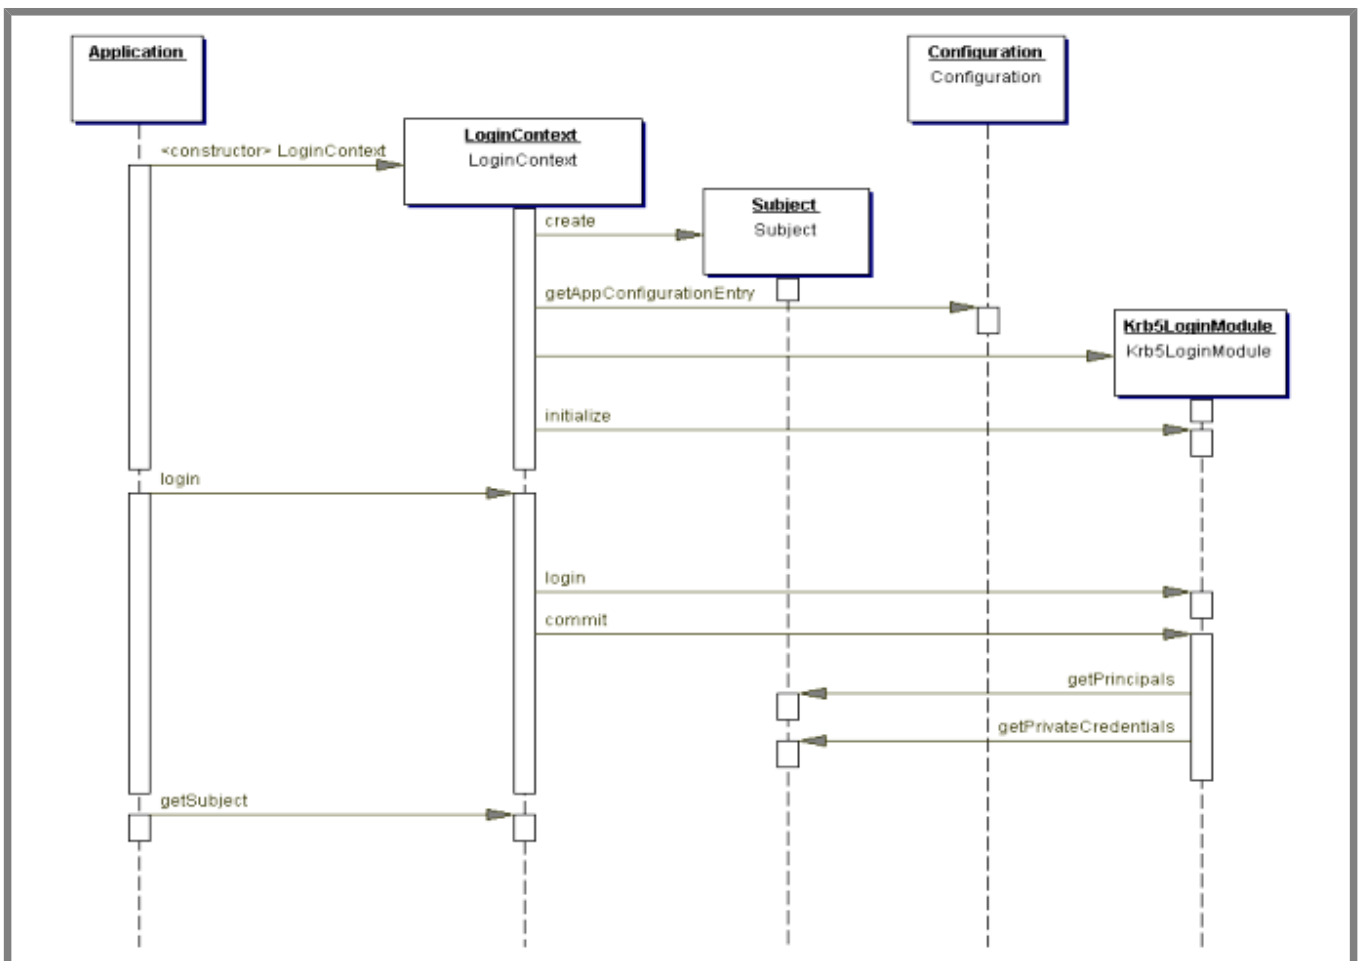 Application
Configuration
Configuration
LoginContext
LoginContext
<constructor> LoginContext
Subject
Subject
create
getAppConfigurationEntry
Krb5LoginModule
Krb5LoginModule
initialize
login
login
commit
getPrincipals
getPrivateCredentials
getSubject